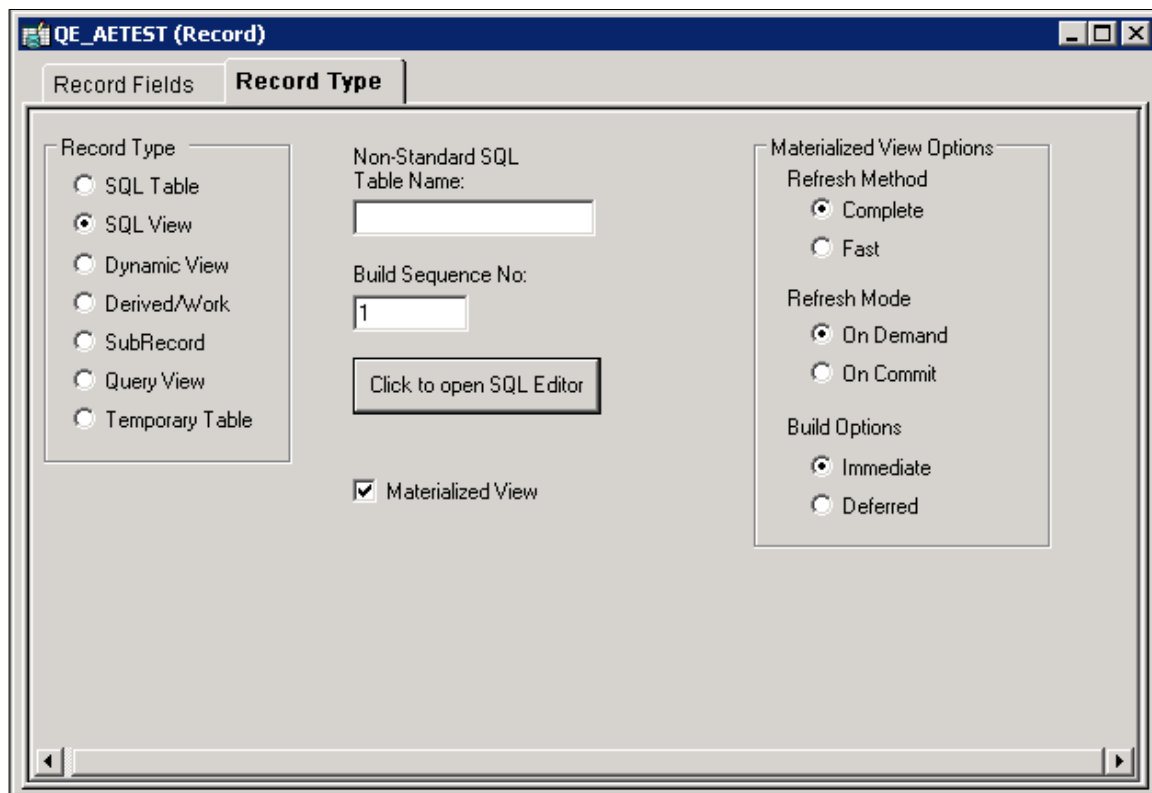 QE_AETEST (Record)
Record Fields
Record Type
Record Type
SQL Table
SQL View
Dynamic View
Derived/Work
SubRecord
Query View
Temporary Table
Non-Standard SQL
Table Name:
Build Sequence No:
1
Click to open SQL Editor
Materialized View
Materialized View Options
Refresh Method
Complete
Fast
Refresh Mode
On Demand
On Commit
Build Options
Immediate
Deferred